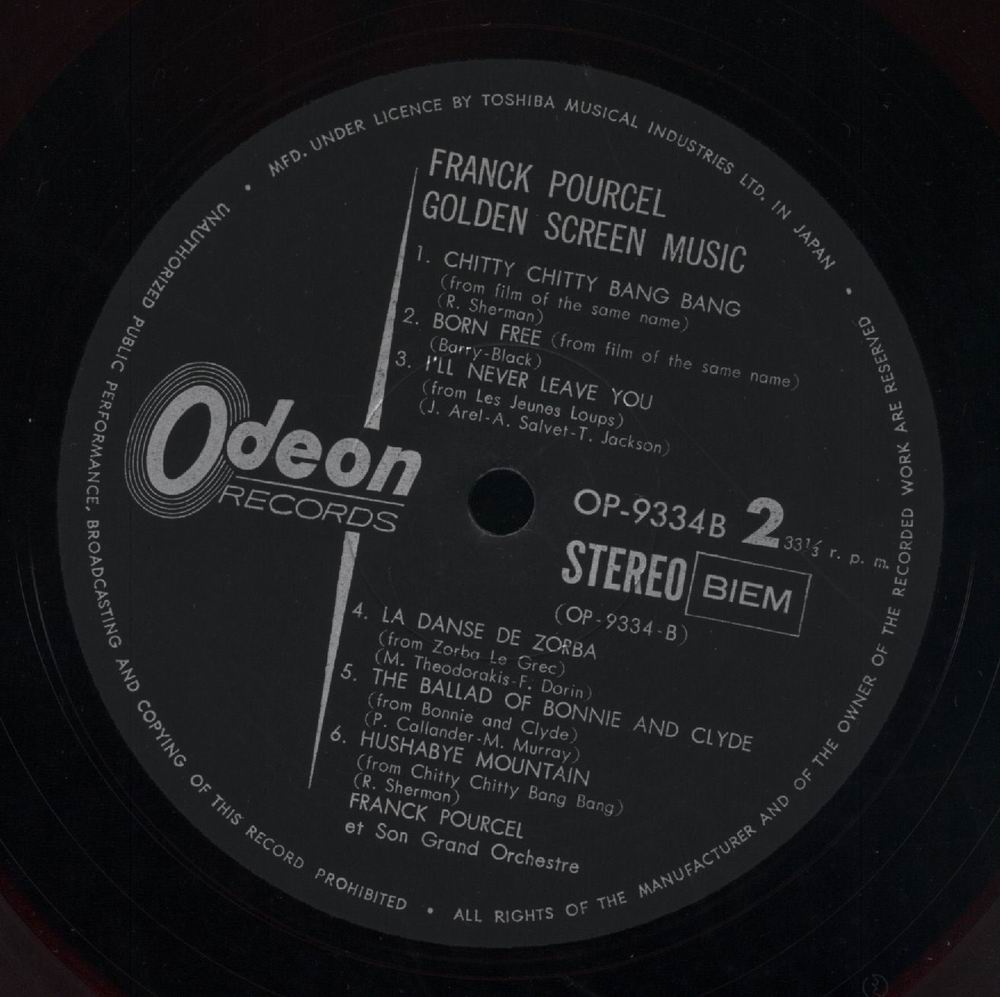 MFD. UNDER LICENCE BY TOSHIBA MUSICAL INDUSTRIES LTD. IN JAPAN •
FRANCK POURCEL
GOLDEN SCREEN MUSIC
1. CHITTY CHITTY BANG BANG
(from film of the same name)
(R. Sherman)
2. BORN FREE (from film of the same name)
(Barry-Black)
3. I'LL NEVER LEAVE YOU
(from Les Jeunes Loups)
(J. Arel-A. Salvet-T. Jackson)
Odeon
RECORDS
OP-9334B 2 33⅓ r. p. m.
STEREO BIEM
(OP-9334-B)
4. LA DANSE DE ZORBA
(from Zorba Le Grec)
(M. Theodorakis-F. Dorin)
5. THE BALLAD OF BONNIE AND CLYDE
(from Bonnie and Clyde)
(P. Callander-M. Murray)
6. HUSHABYE MOUNTAIN
(from Chitty Chitty Bang Bang)
(R. Sherman)
FRANCK POURCEL
et Son Grand Orchestre
ALL RIGHTS OF THE MANUFACTURER AND OF THE OWNER OF THE RECORDED WORK ARE RESERVED •
UNAUTHORIZED PUBLIC PERFORMANCE, BROADCASTING AND COPYING OF THIS RECORD PROHIBITED •